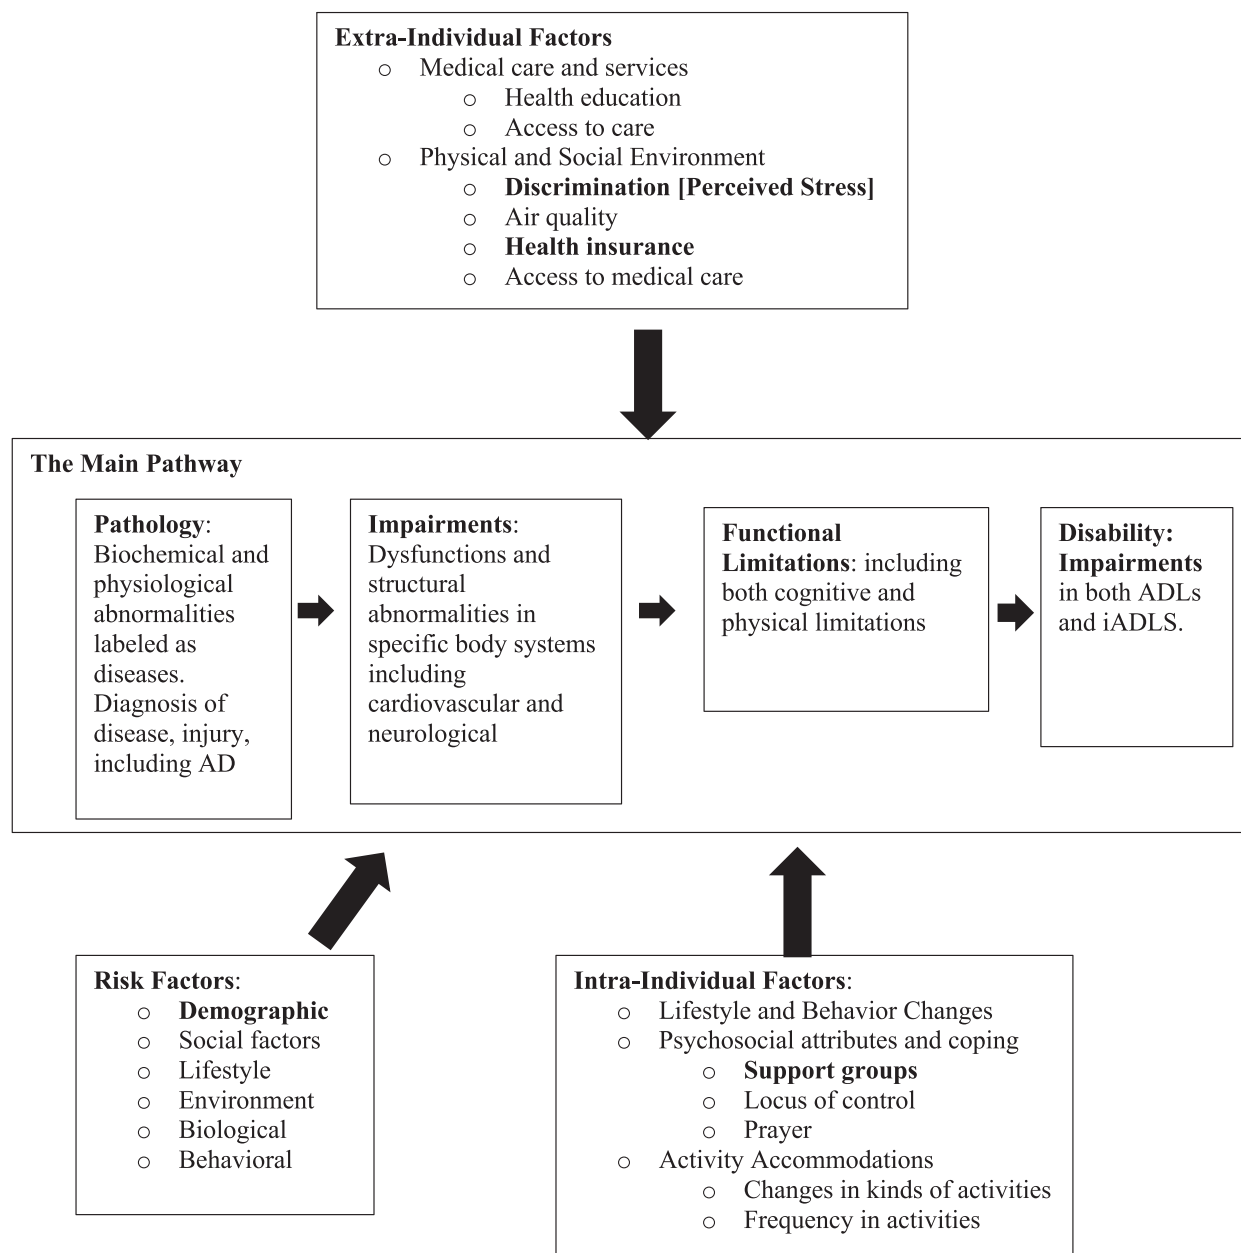 Extra-Individual Factors
o Medical care and services
o Health education
o Access to care
o Physical and Social Environment
o Discrimination [Perceived Stress]
o Air quality
o Health insurance
o Access to medical care
The Main Pathway
Pathology:
Biochemical and
physiological
abnormalities
labeled as
diseases.
Diagnosis of
disease, injury,
including AD
Impairments:
Dysfunctions and
structural
abnormalities in
specific body systems
including
cardiovascular and
neurological
Functional
Limitations: including
both cognitive and
physical limitations
Disability:
Impairments
in both ADLs
and iADLS.
Risk Factors:
o Demographic
o Social factors
o Lifestyle
o Environment
o Biological
o Behavioral
Intra-Individual Factors:
o Lifestyle and Behavior Changes
o Psychosocial attributes and coping
o Support groups
o Locus of control
o Prayer
o Activity Accommodations
o Changes in kinds of activities
o Frequency in activities